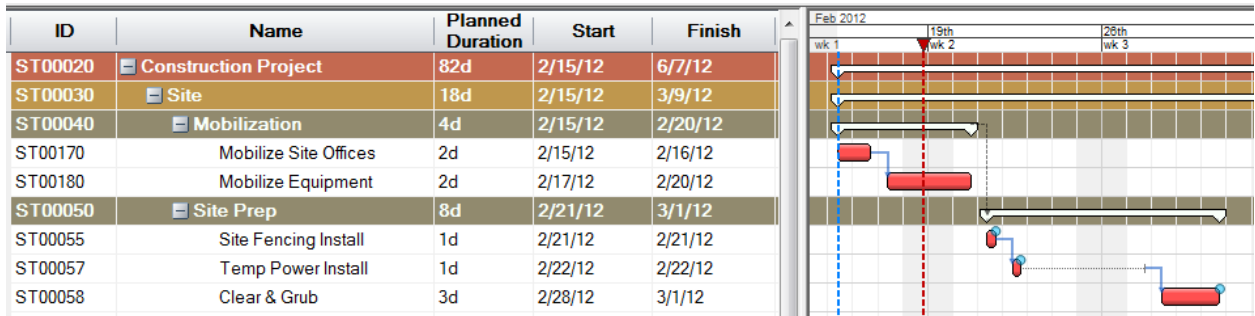 ID Name Planned Duration Start Finish
Feb 2012
19th 26th
wk 1 wk 2 wk 3
ST00020 Construction Project 82d 2/15/12 6/7/12
ST00030 Site 18d 2/15/12 3/9/12
ST00040 Mobilization 4d 2/15/12 2/20/12
ST00170 Mobilize Site Offices 2d 2/15/12 2/16/12
ST00180 Mobilize Equipment 2d 2/17/12 2/20/12
ST00050 Site Prep 8d 2/21/12 3/1/12
ST00055 Site Fencing Install 1d 2/21/12 2/21/12
ST00057 Temp Power Install 1d 2/22/12 2/22/12
ST00058 Clear & Grub 3d 2/28/12 3/1/12